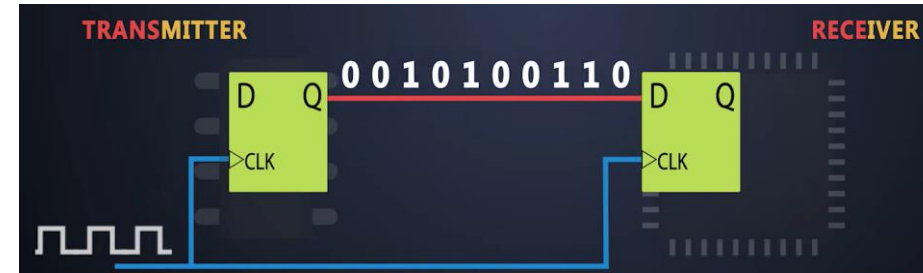 TRANSMITTER RECEIVER
0010100110
D Q D Q
CLK CLK